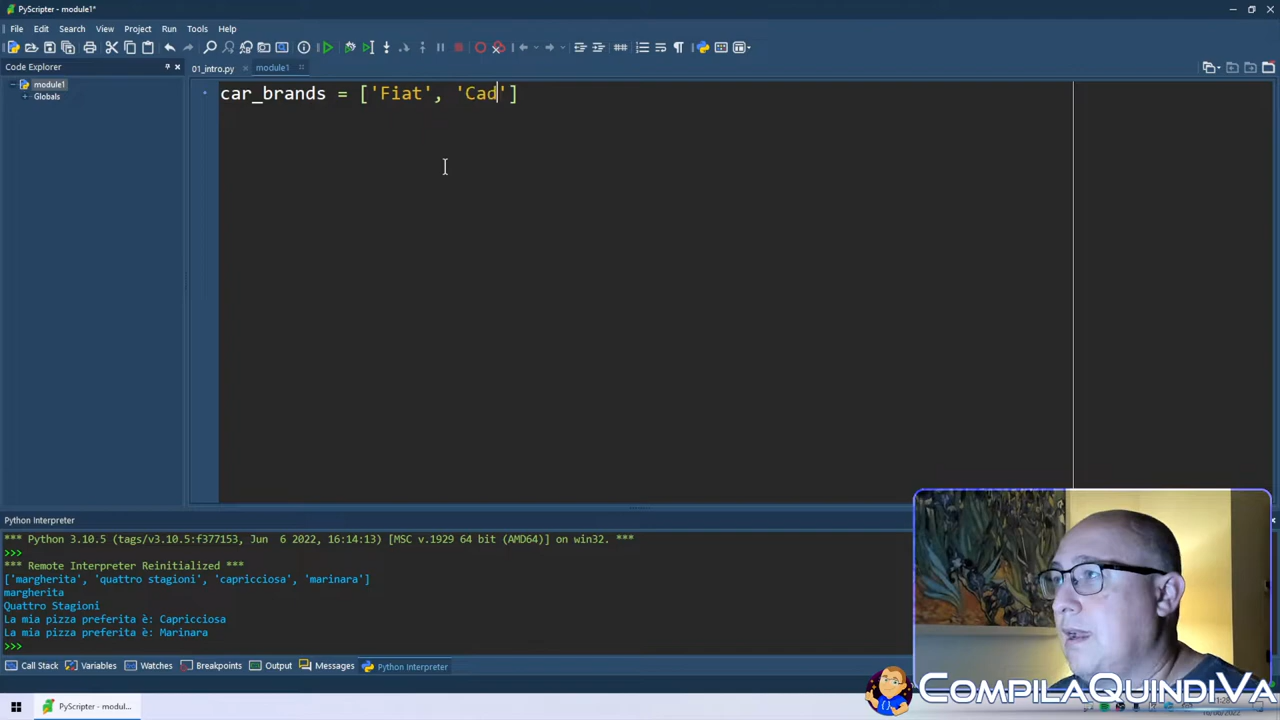 PyScripter - module1*
File Edit Search View Project Run Tools Help
Code Explorer
01_intro.py module1
module1
Globals
car_brands = ['Fiat', 'Cad']
Python Interpreter
*** Python 3.10.5 (tags/v3.10.5:f377153, Jun 6 2022, 16:14:13) [MSC v.1929 64 bit (AMD64)] on win32. ***
>>>
*** Remote Interpreter Reinitialized ***
['margherita', 'quattro stagioni', 'capricciosa', 'marinara']
margherita
Quattro Stagioni
La mia pizza preferita è: Capricciosa
La mia pizza preferita è: Marinara
>>>
Call Stack Variables Watches Breakpoints Output Messages Python Interpreter
PyScripter - modul...
COMPILAQUINDIVA